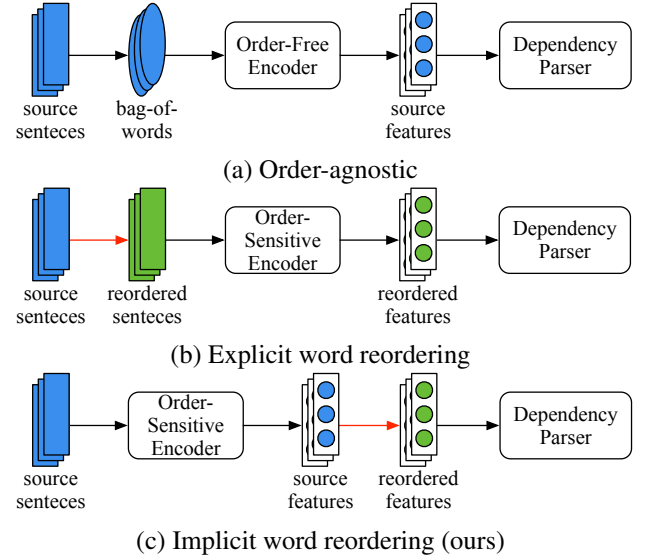 source
senteces
bag-of-
words
Order-Free
Encoder
source
features
Dependency
Parser
(a) Order-agnostic
source
senteces
reordered
senteces
Order-
Sensitive
Encoder
reordered
features
Dependency
Parser
(b) Explicit word reordering
source
senteces
Order-
Sensitive
Encoder
source
features
reordered
features
Dependency
Parser
(c) Implicit word reordering (ours)